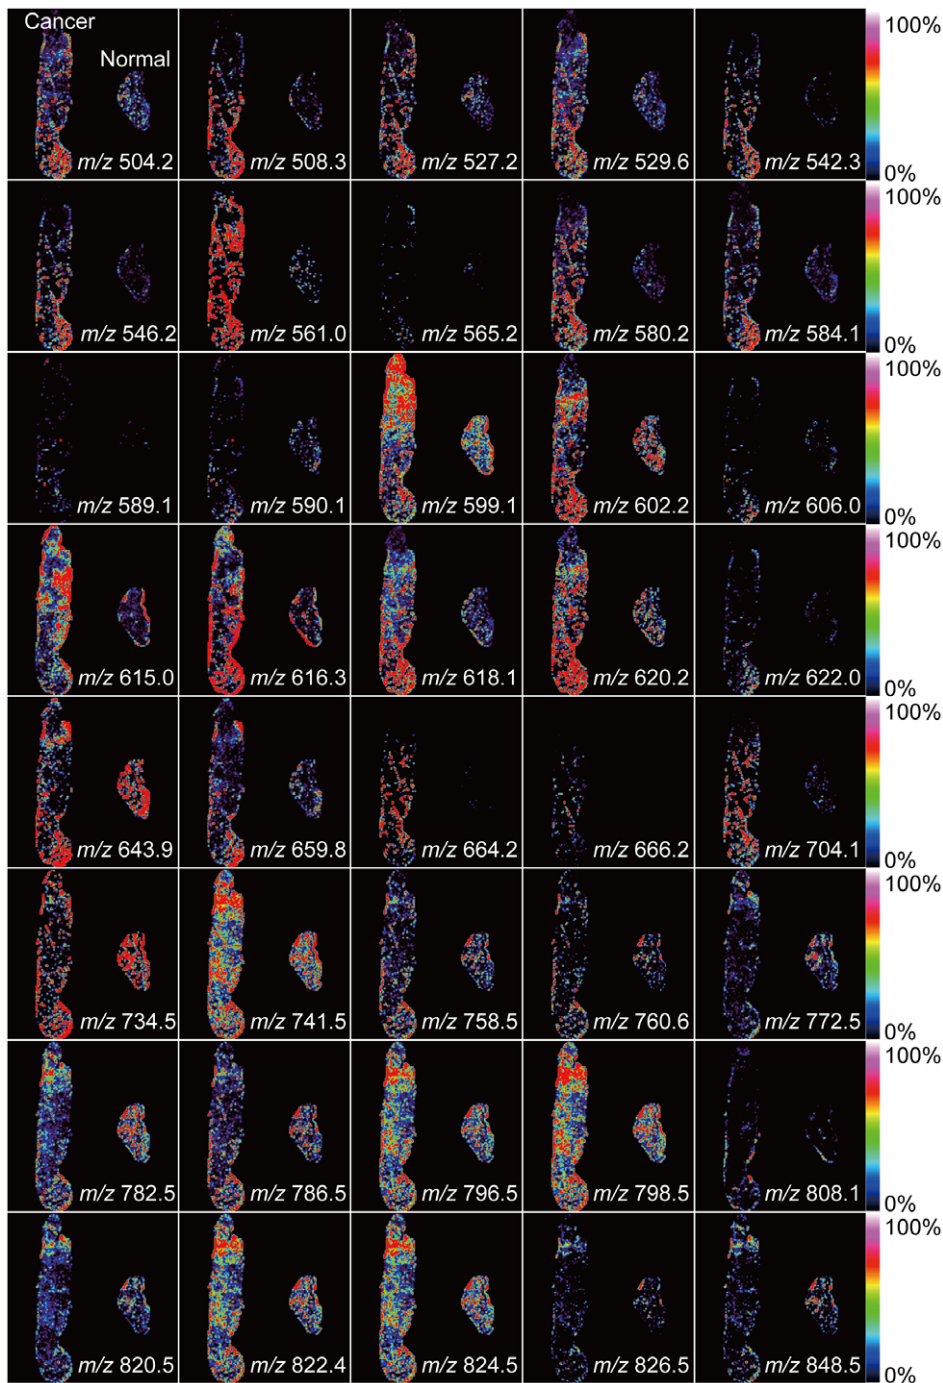 Cancer
Normal
100%
m/z 504.2 m/z 508.3 m/z 527.2 m/z 529.6 m/z 542.3
0%
100%
m/z 546.2 m/z 561.0 m/z 565.2 m/z 580.2 m/z 584.1
0%
100%
m/z 589.1 m/z 590.1 m/z 599.1 m/z 602.2 m/z 606.0
0%
100%
m/z 615.0 m/z 616.3 m/z 618.1 m/z 620.2 m/z 622.0
0%
100%
m/z 643.9 m/z 659.8 m/z 664.2 m/z 666.2 m/z 704.1
0%
100%
m/z 734.5 m/z 741.5 m/z 758.5 m/z 760.6 m/z 772.5
0%
100%
m/z 782.5 m/z 786.5 m/z 796.5 m/z 798.5 m/z 808.1
0%
100%
m/z 820.5 m/z 822.4 m/z 824.5 m/z 826.5 m/z 848.5
0%